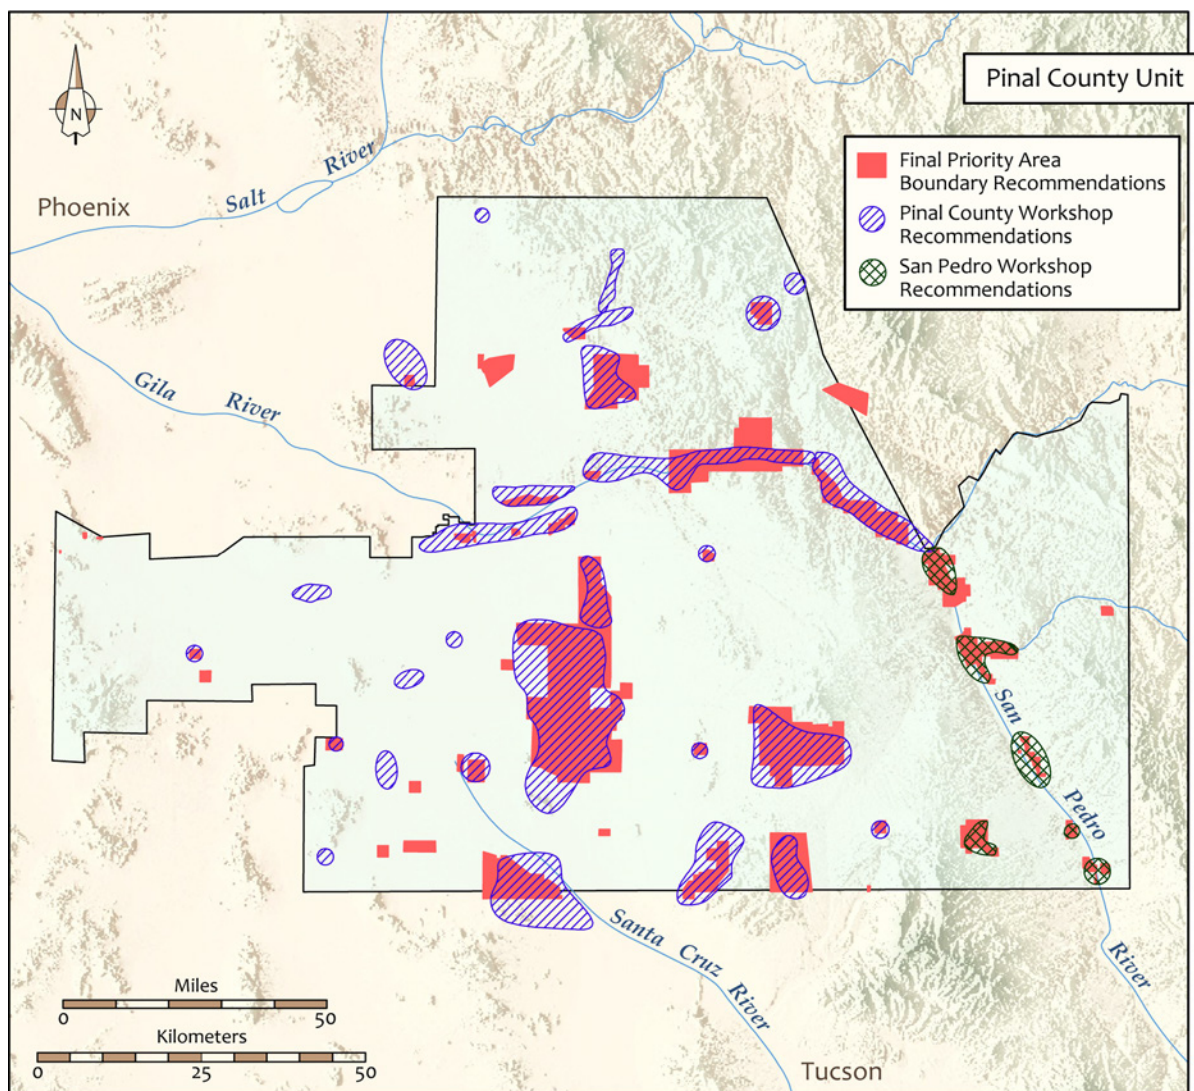 Pinal County Unit
N
Final Priority Area
Boundary Recommendations
Pinal County Workshop
Recommendations
San Pedro Workshop
Recommendations
Phoenix
Salt River
Gila River
San Pedro River
Santa Cruz River
Miles
0 50
Kilometers
0 25 50
Tucson